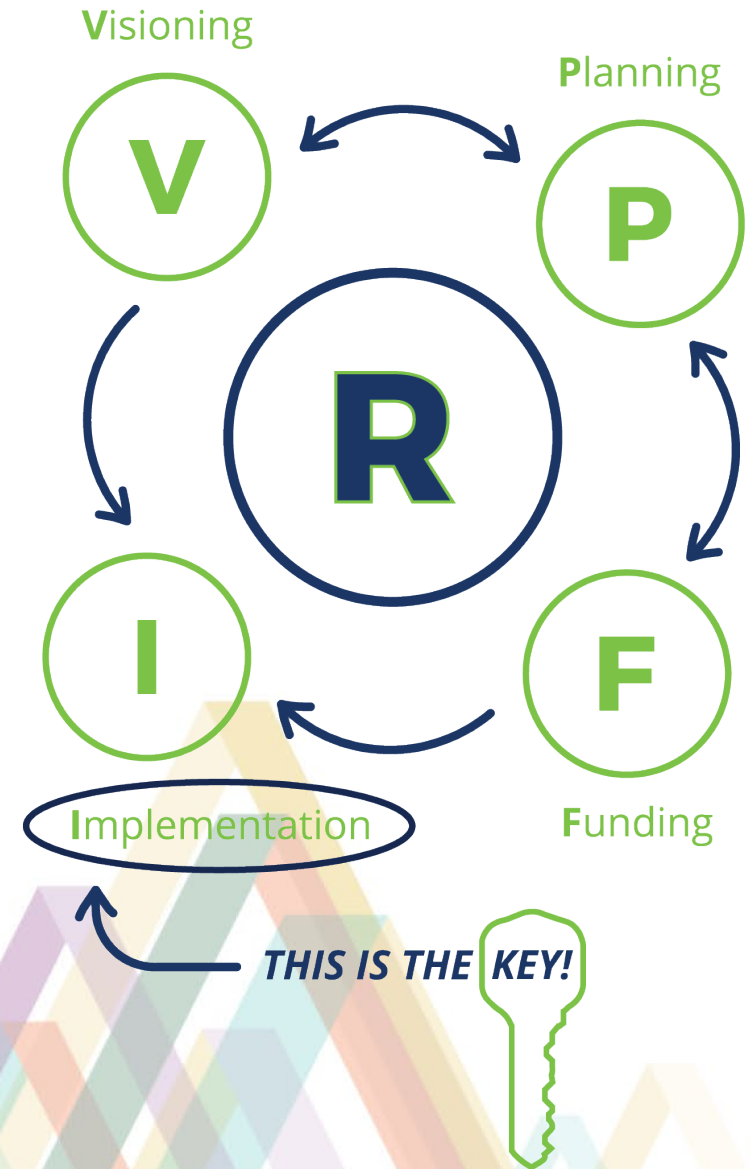 Visioning
Planning
V
P
R
I
F
Implementation
Funding
THIS IS THE KEY!